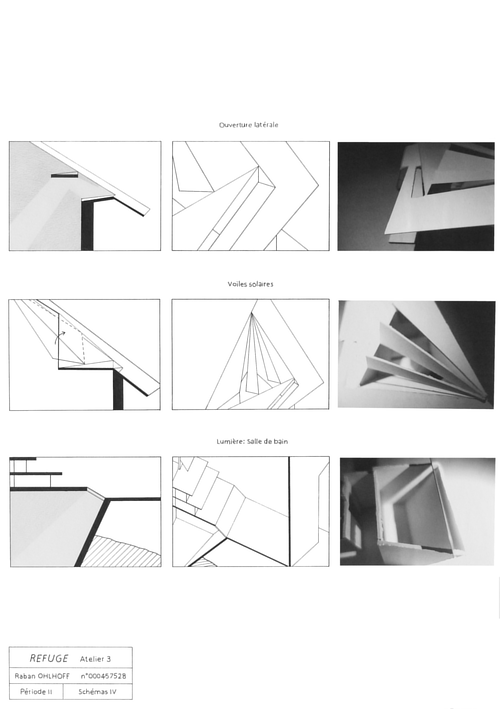 Ouverture latérale
Voiles solaires
Lumière: Salle de bain
REFUGE Atelier 3
Raban OHLHOFF n°000457528
Période II Schémas IV